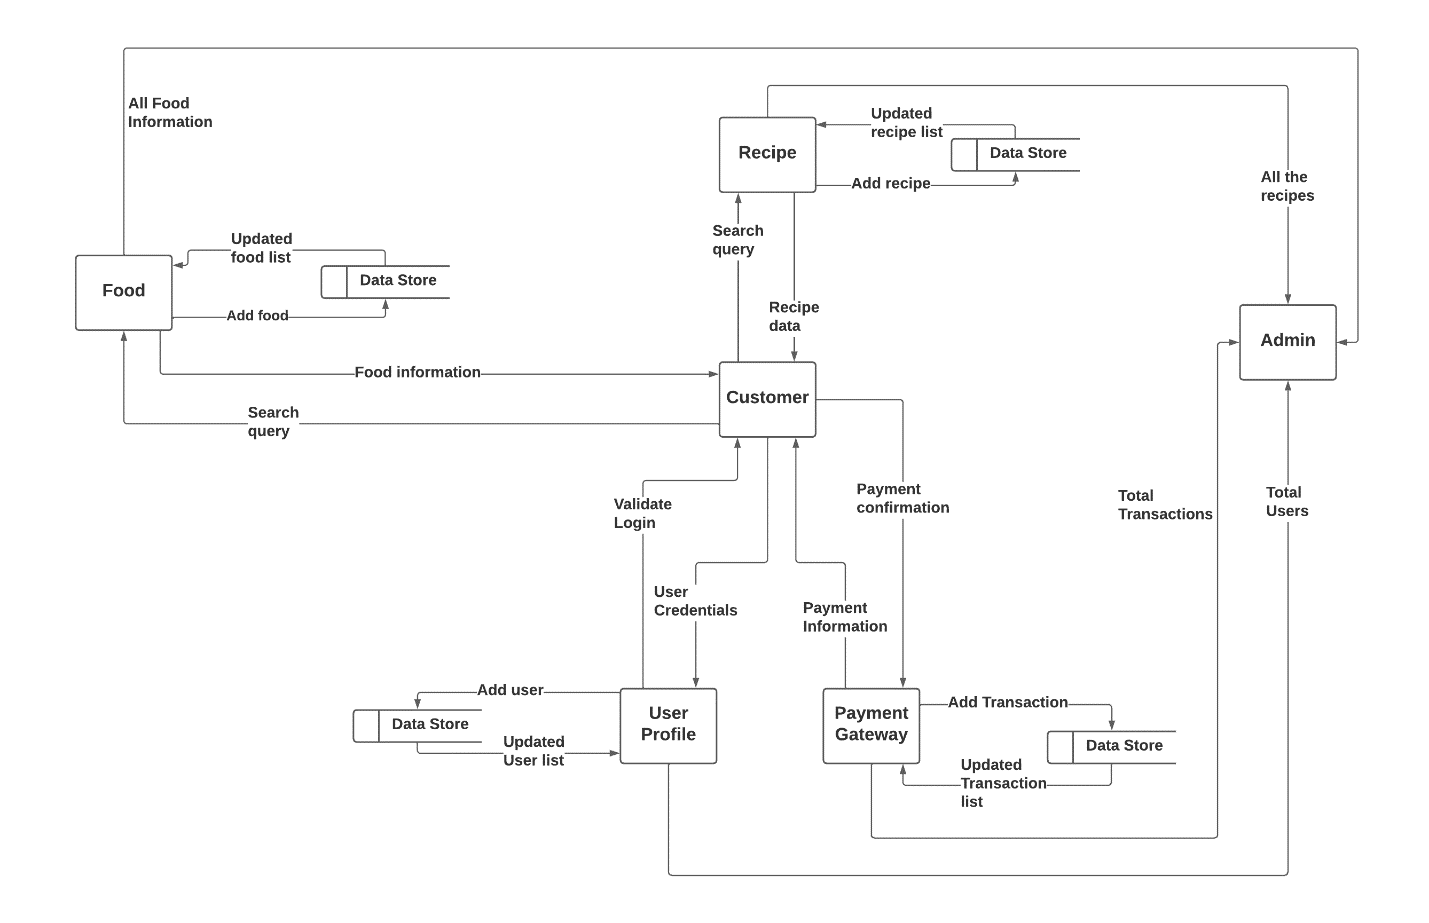 All Food
Information
Updated
recipe list
Recipe
Data Store
Add recipe
All the
recipes
Search
query
Updated
food list
Data Store
Food
Add food
Recipe
data
Admin
Food information
Customer
Search
query
Validate
Login
Payment
confirmation
Total
Transactions
Total
Users
User
Credentials
Payment
Information
Add user
Data Store
Updated
User list
User
Profile
Payment
Gateway
Add Transaction
Data Store
Updated
Transaction
list